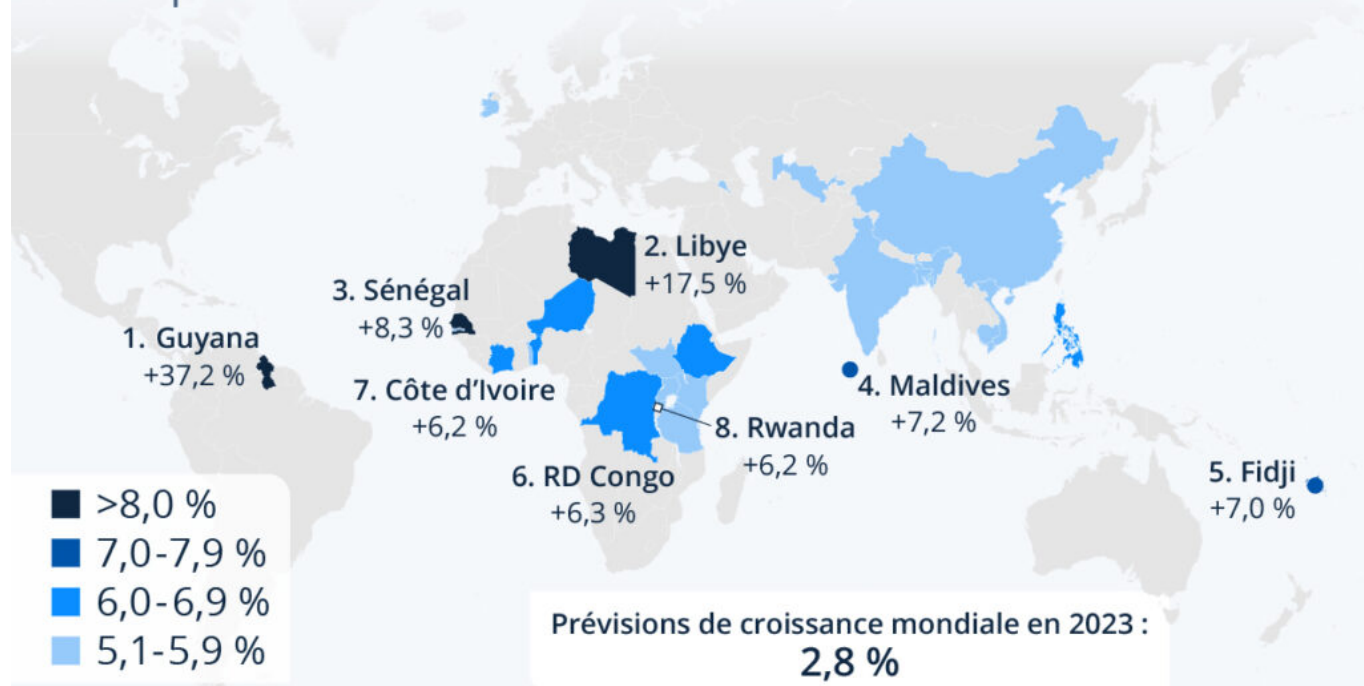 1. Guyana
+37,2 %
2. Libye
+17,5 %
3. Sénégal
+8,3 %
4. Maldives
+7,2 %
5. Fidji
+7,0 %
6. RD Congo
+6,3 %
7. Côte d’Ivoire
+6,2 %
8. Rwanda
+6,2 %
>8,0 %
7,0-7,9 %
6,0-6,9 %
5,1-5,9 %
Prévisions de croissance mondiale en 2023 :
2,8 %